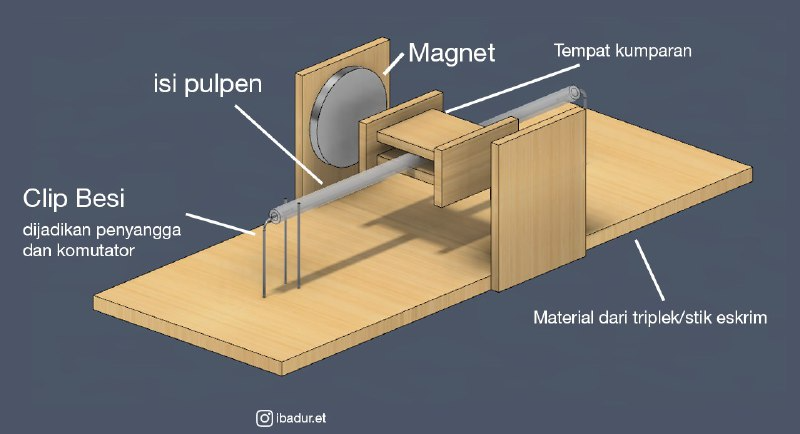 Magnet
Tempat kumparan
isi pulpen
Clip Besi
dijadikan penyangga
dan komutator
Material dari triplek/stik eskrim
ibadur.et